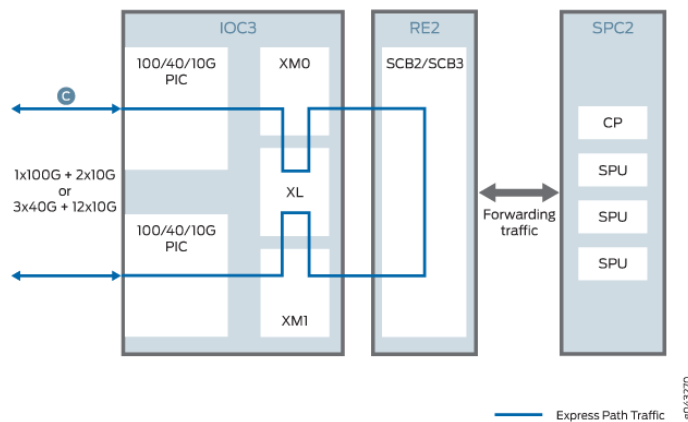 IOC3
RE2
SPC2
100/40/10G
PIC
XM0
SCB2/SCB3
C
CP
1x100G + 2x10G
or
3x40G + 12x10G
XL
SPU
Forwarding
traffic
SPU
100/40/10G
PIC
SPU
XM1
Express Path Traffic
g043220